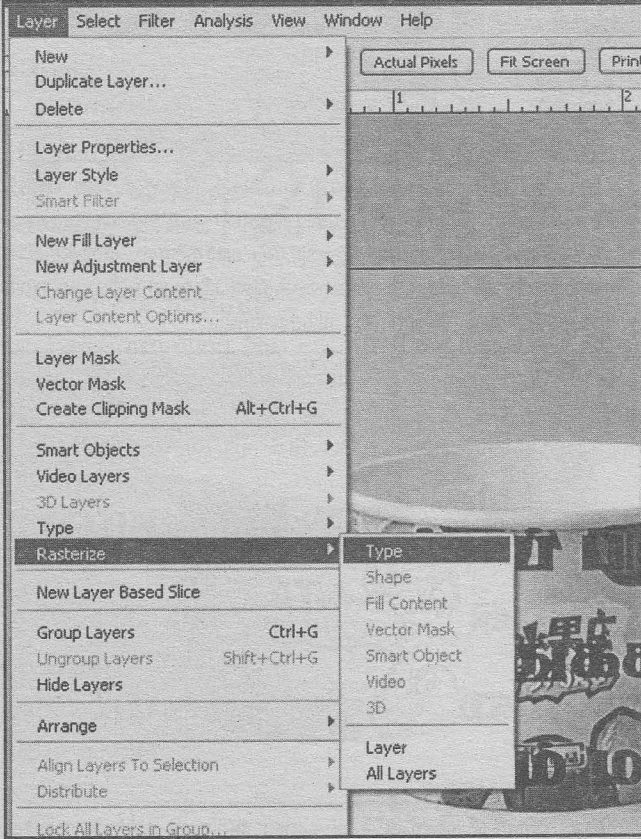 Layer Select Filter Analysis View Window Help
New
Duplicate Layer...
Delete
Layer Properties...
Layer Style
Smart Filter
New Fill Layer
New Adjustment Layer
Change Layer Content
Layer Content Options...
Layer Mask
Vector Mask
Create Clipping Mask Alt+Ctrl+G
Smart Objects
Video Layers
3D Layers
Type
Rasterize
New Layer Based Slice
Group Layers Ctrl+G
Ungroup Layers Shift+Ctrl+G
Hide Layers
Arrange
Align Layers To Selection
Distribute
Lock All Layers in Group...
Actual Pixels Fit Screen Print
1 2
Type
Shape
Fill Content
Vector Mask
Smart Object
Video
3D
Layer
All Layers